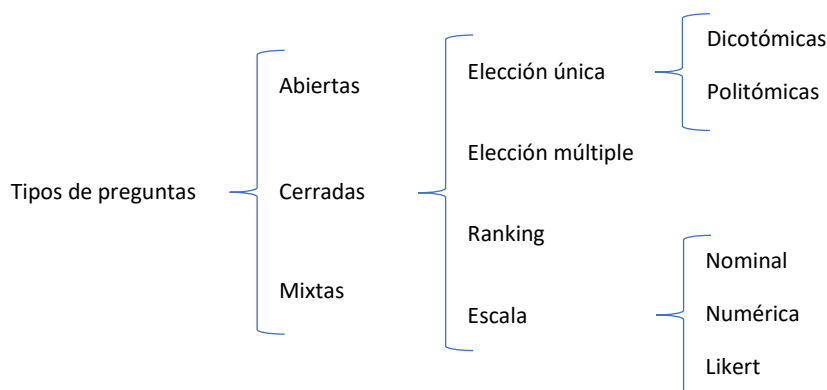 Tipos de preguntas
Abiertas
Cerradas
Mixtas
Elección única
Elección múltiple
Ranking
Escala
Dicotómicas
Politómicas
Nominal
Numérica
Likert